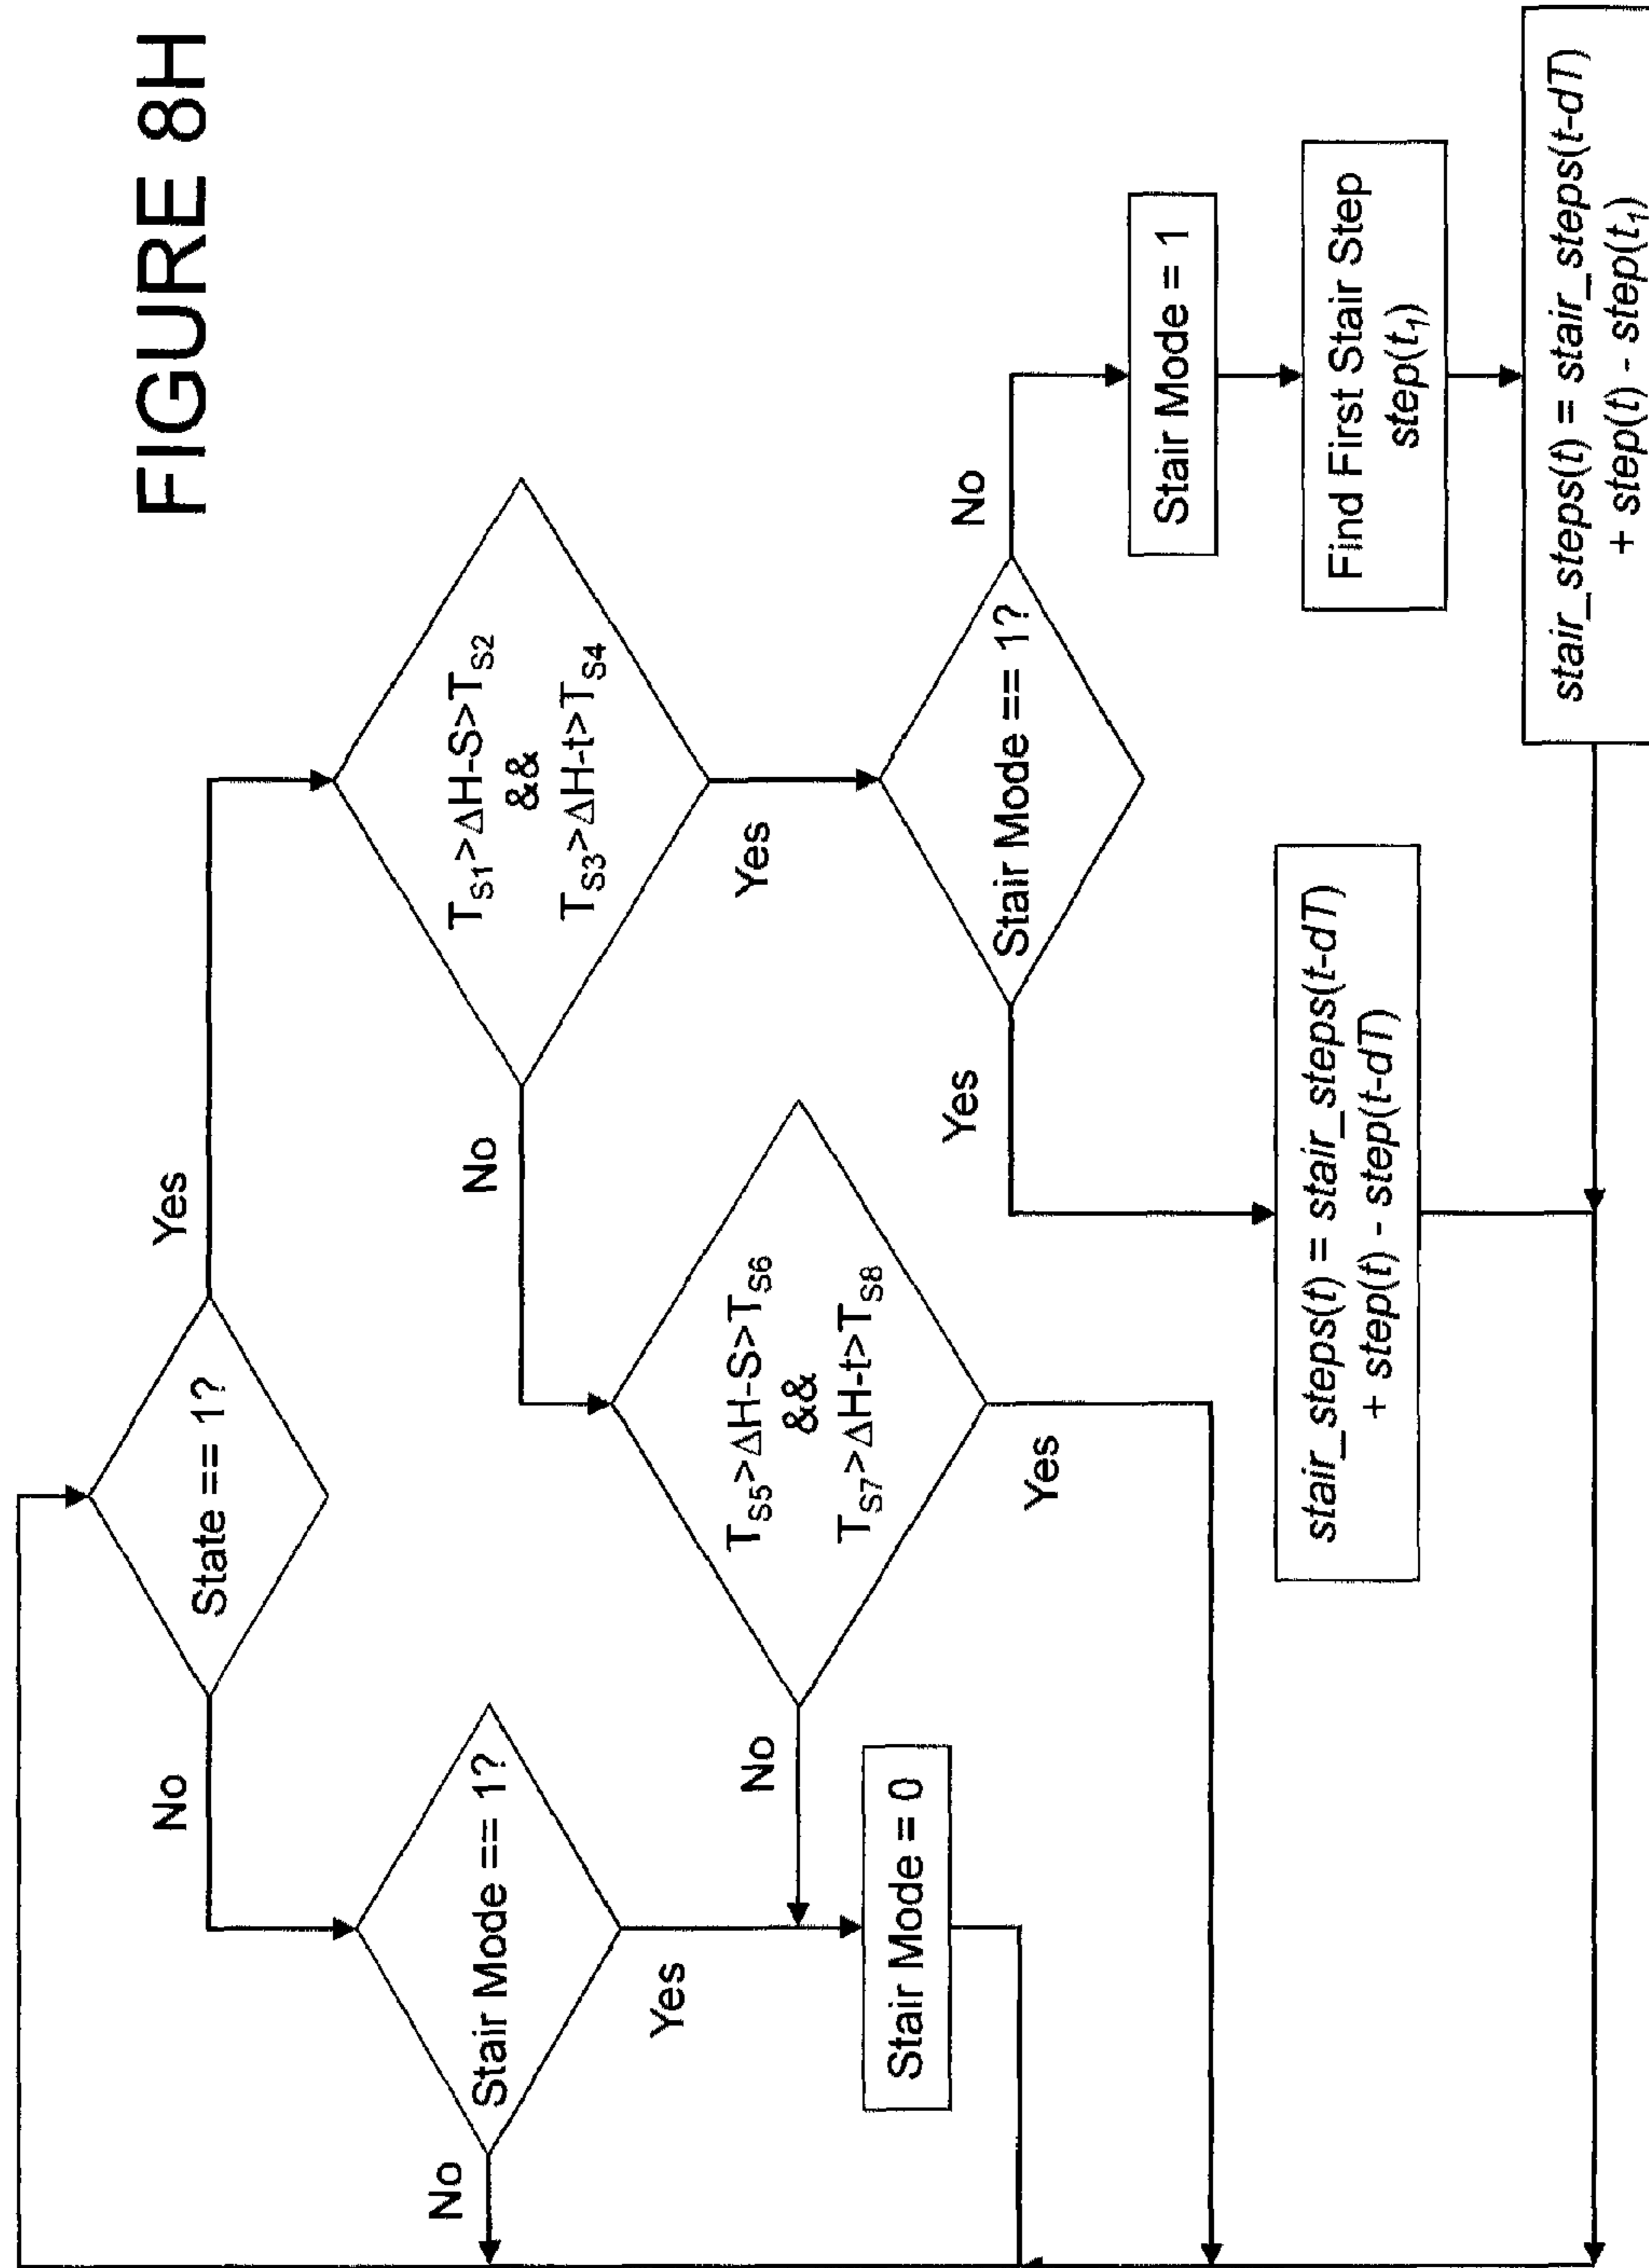 FIGURE 8H
State == 1?
No
Yes
Stair Mode == 1?
No
Yes
T_S1>ΔH-S>T_S2
&&
T_S3>ΔH-t>T_S4
No
Yes
T_S5>ΔH-S>T_S6
&&
T_S7>ΔH-t>T_S8
No
Yes
Stair Mode = 0
Stair Mode == 1?
Yes
No
Stair Mode = 1
Find First Stair Step
step(t₁)
stair_steps(t) = stair_steps(t-dT)
+ step(t) - step(t-dT)
stair_steps(t) = stair_steps(t-dT)
+ step(t) - step(t₁)